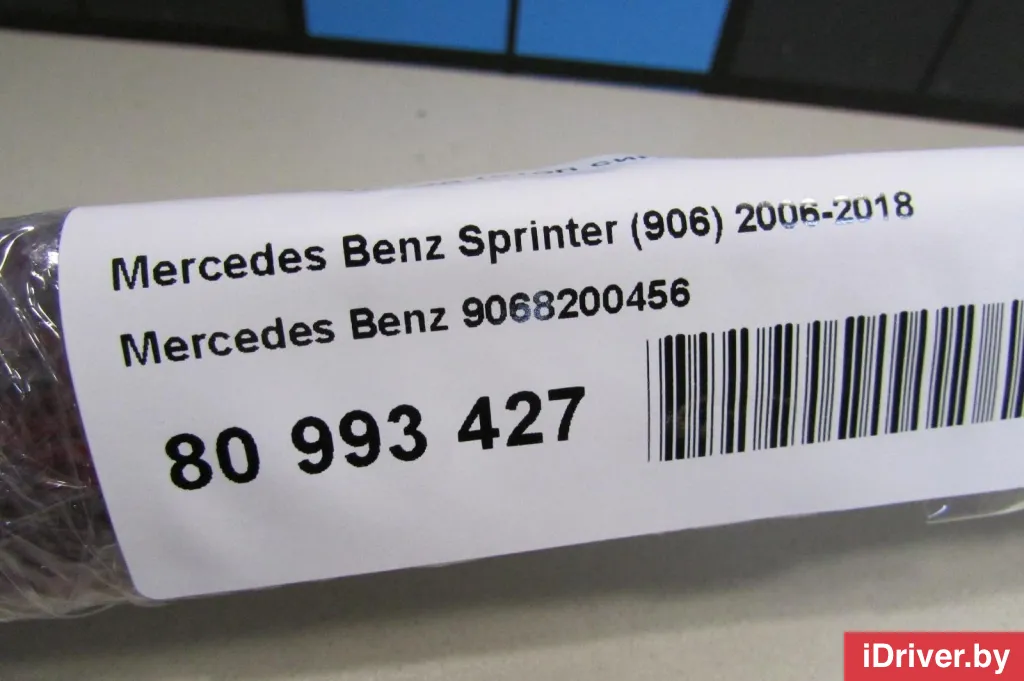 Mercedes Benz Sprinter (906) 2006-2018
Mercedes Benz 9068200456
80 993 427
iDriver.by